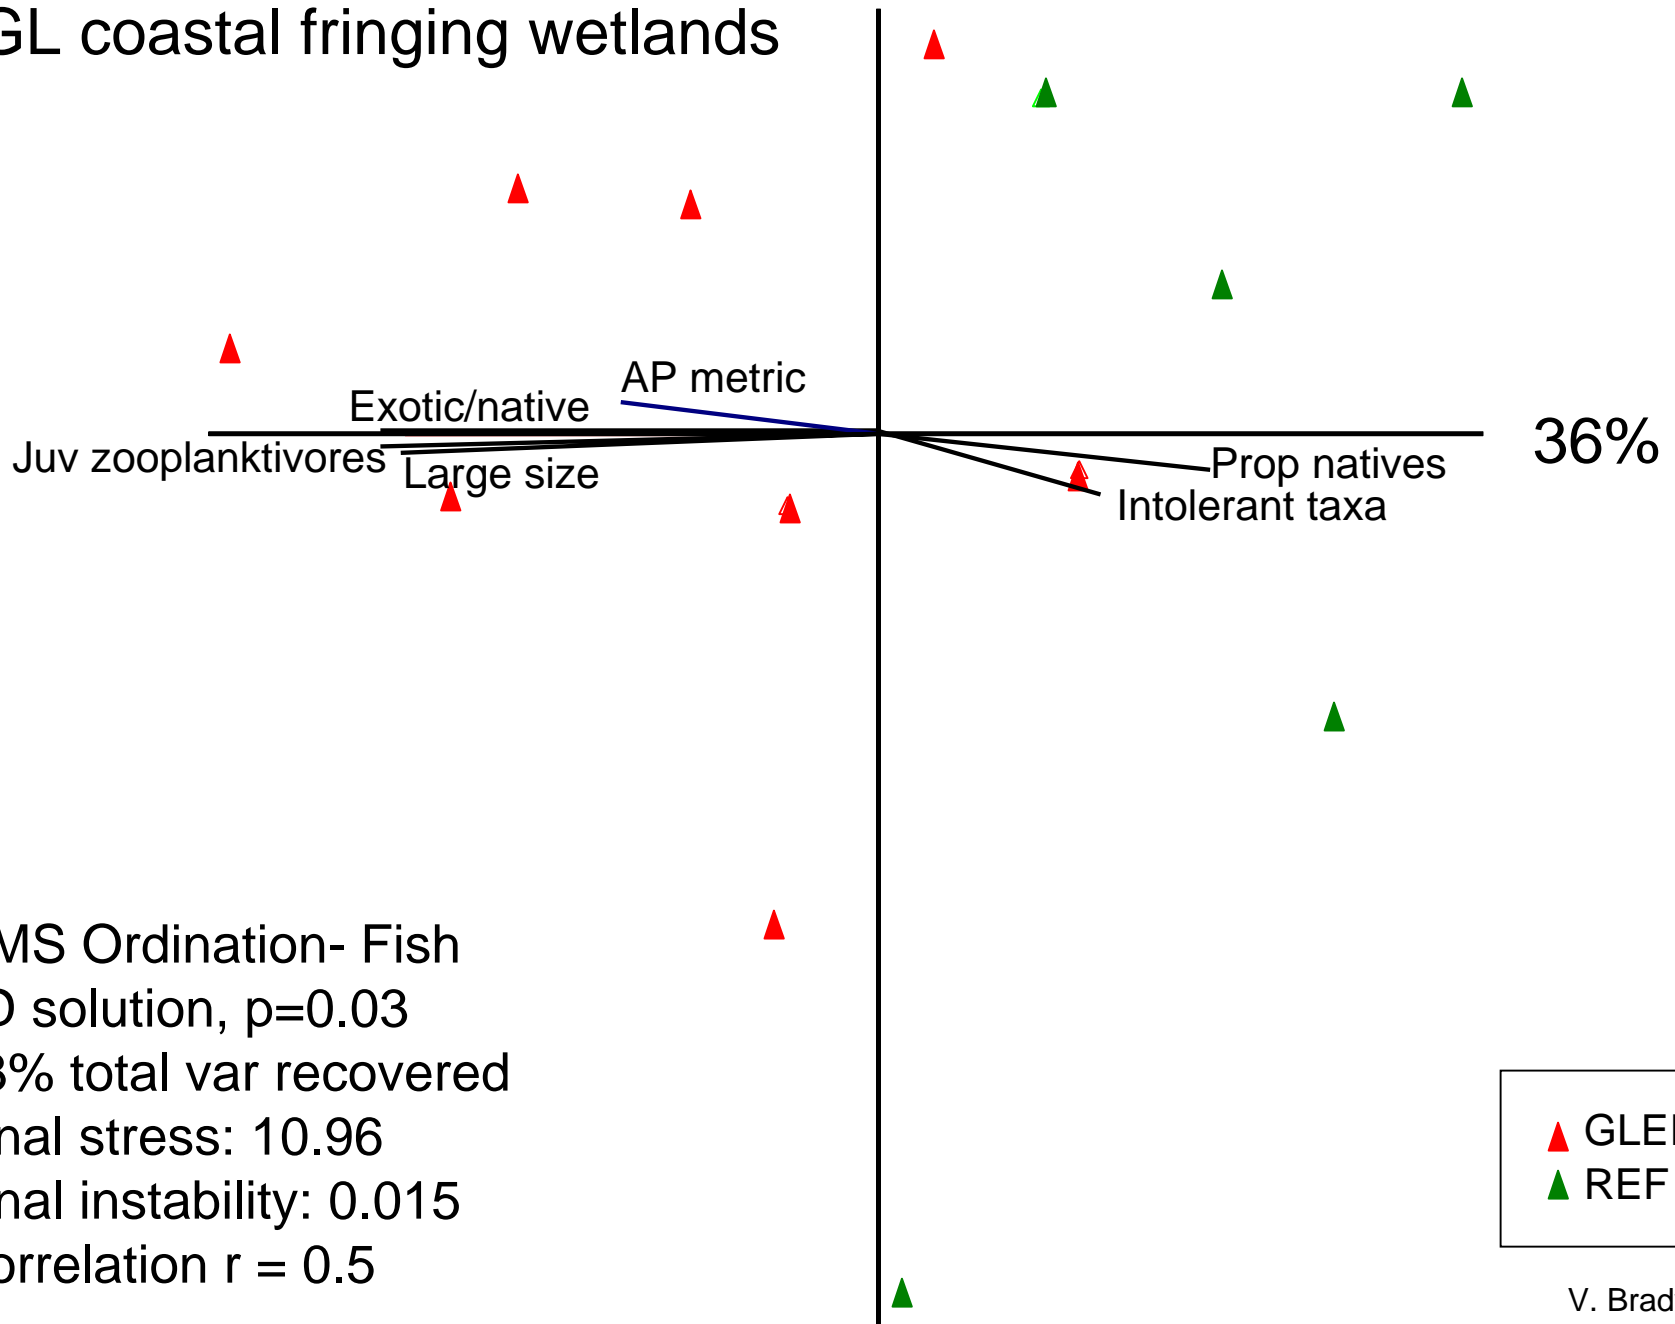 GL coastal fringing wetlands
AP metric
Exotic/native
36%
Juv zooplanktivores
Large size
Prop natives
Intolerant taxa
MS Ordination- Fish
D solution, p=0.03
3% total var recovered
nal stress: 10.96
nal instability: 0.015
orrelation r = 0.5
GLEI
REF
V. Brad